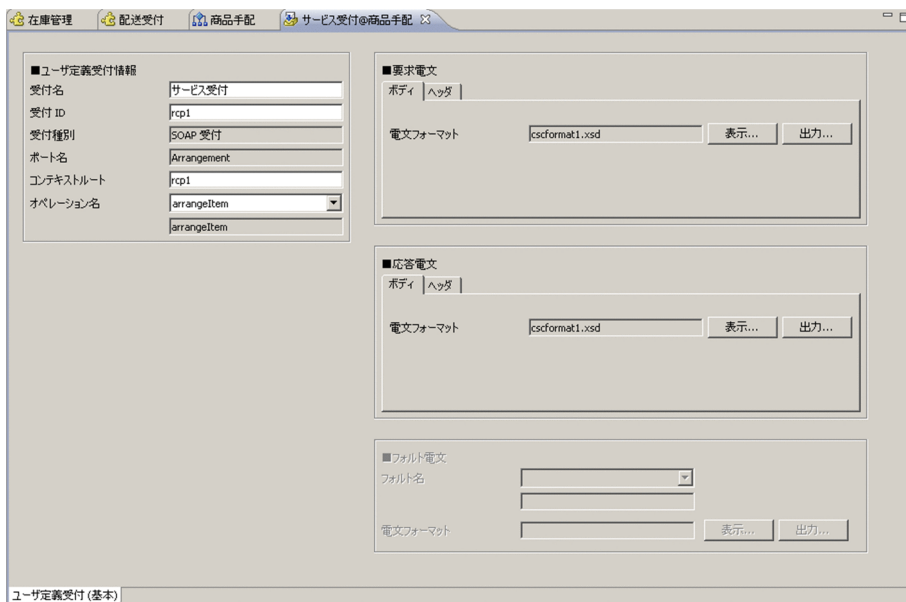 在庫管理 配送受付 商品手配 サービス受付@商品手配
■ユーザ定義受付情報
受付名 サービス受付
受付 ID rcp1
受付種別 SOAP 受付
ポート名 Arrangement
コンテキストルート rcp1
オペレーション名 arrangeItem
arrangeItem
■要求電文
ボディ ヘッダ
電文フォーマット cscformat1.xsd 表示... 出力...
■応答電文
ボディ ヘッダ
電文フォーマット cscformat1.xsd 表示... 出力...
■フォルト電文
フォルト名
電文フォーマット 表示... 出力...
ユーザ定義受付 (基本)